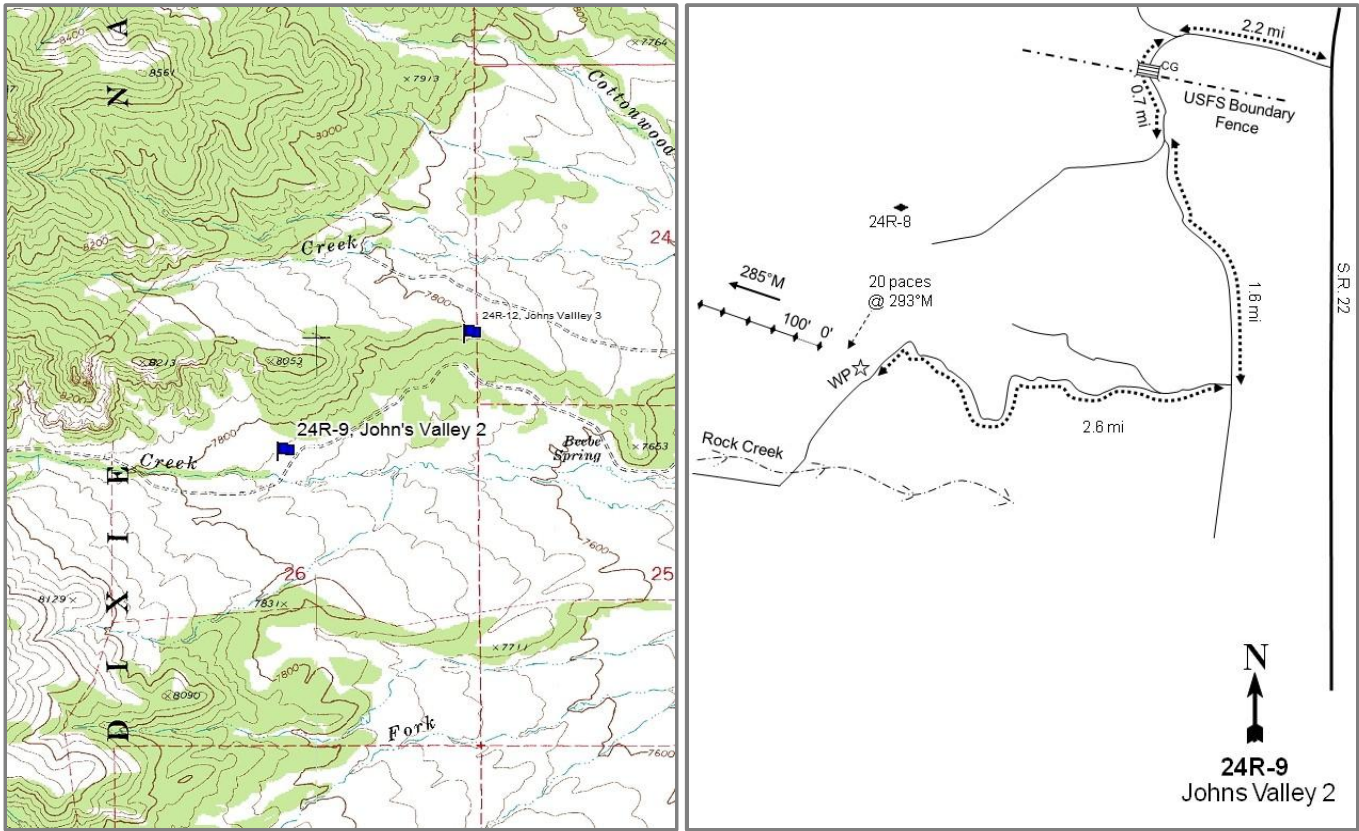 A
N
8400
8561
×7913
×7764
Cottonwood
8000
24
8200
Creek
7800
24R-12, Johns Vallley 3
×8213
×8053
8200
7800
24R-9, John's Valley 2
×7653
Beebe
Spring
Creek
E
I
X
I
D
7600
26
25
8129×
7831×
×7711
7800
×8090
Fork
7600
2.2 mi
CG
0.7 mi
USFS Boundary
Fence
24R-8
S.R. 22
285°M
20 paces
@ 293°M
100' 0'
1.6 mi
WP
2.6 mi
Rock Creek
N
24R-9
Johns Valley 2